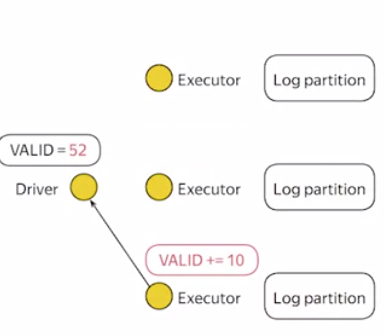 Executor
Log partition
VALID = 52
Driver
Executor
Log partition
VALID += 10
Executor
Log partition